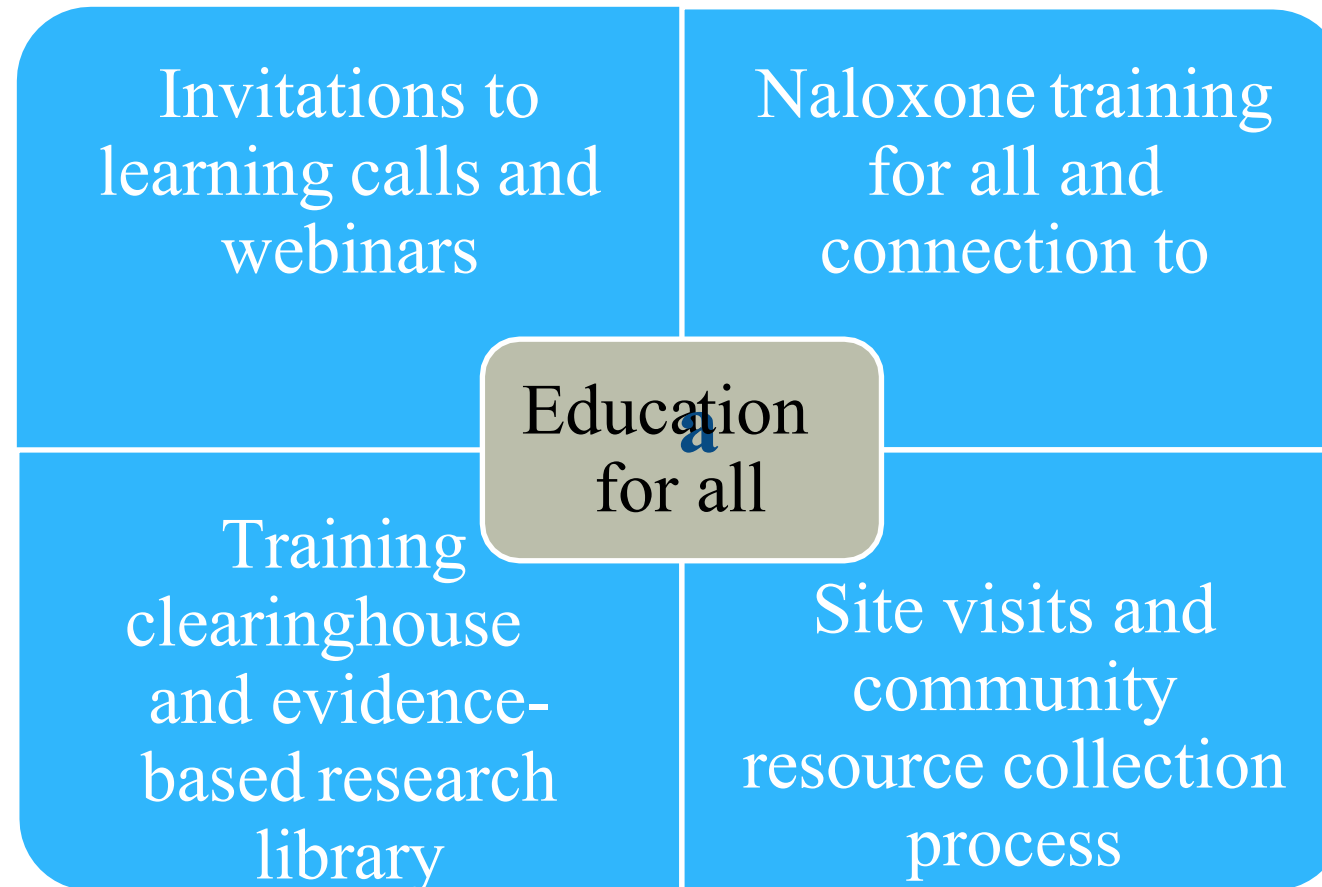 Invitations to
learning calls and
webinars
Naloxone training
for all and
connection to
Education
a
for all
Training
clearinghouse
and evidence-
based research
library
Site visits and
community
resource collection
process